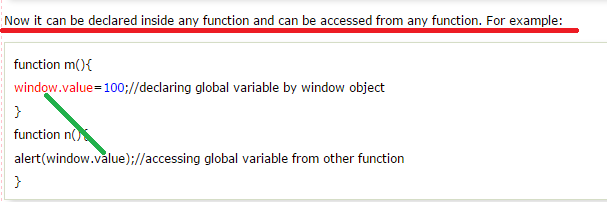 Now it can be declared inside any function and can be accessed from any function. For example:
function m(){
window.value=100;//declaring global variable by window object
}
function n(){
alert(window.value);//accessing global variable from other function
}